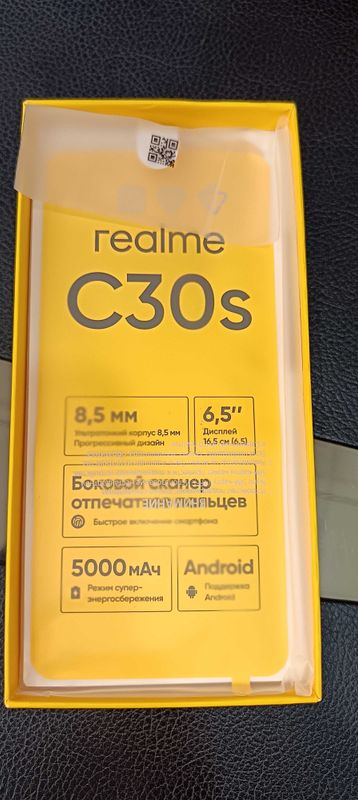 realme
C30s
8,5 мм
Ультратонкий корпус 8,5 мм
Прогрессивный дизайн
6,5’’
Дисплей
16,5 см (6.5)
Боковой сканер
отпечатков пальцев
Быстрое включение смартфона
5000 мАч
Режим супер-
энергосбережения
Android
Поддержка
Android